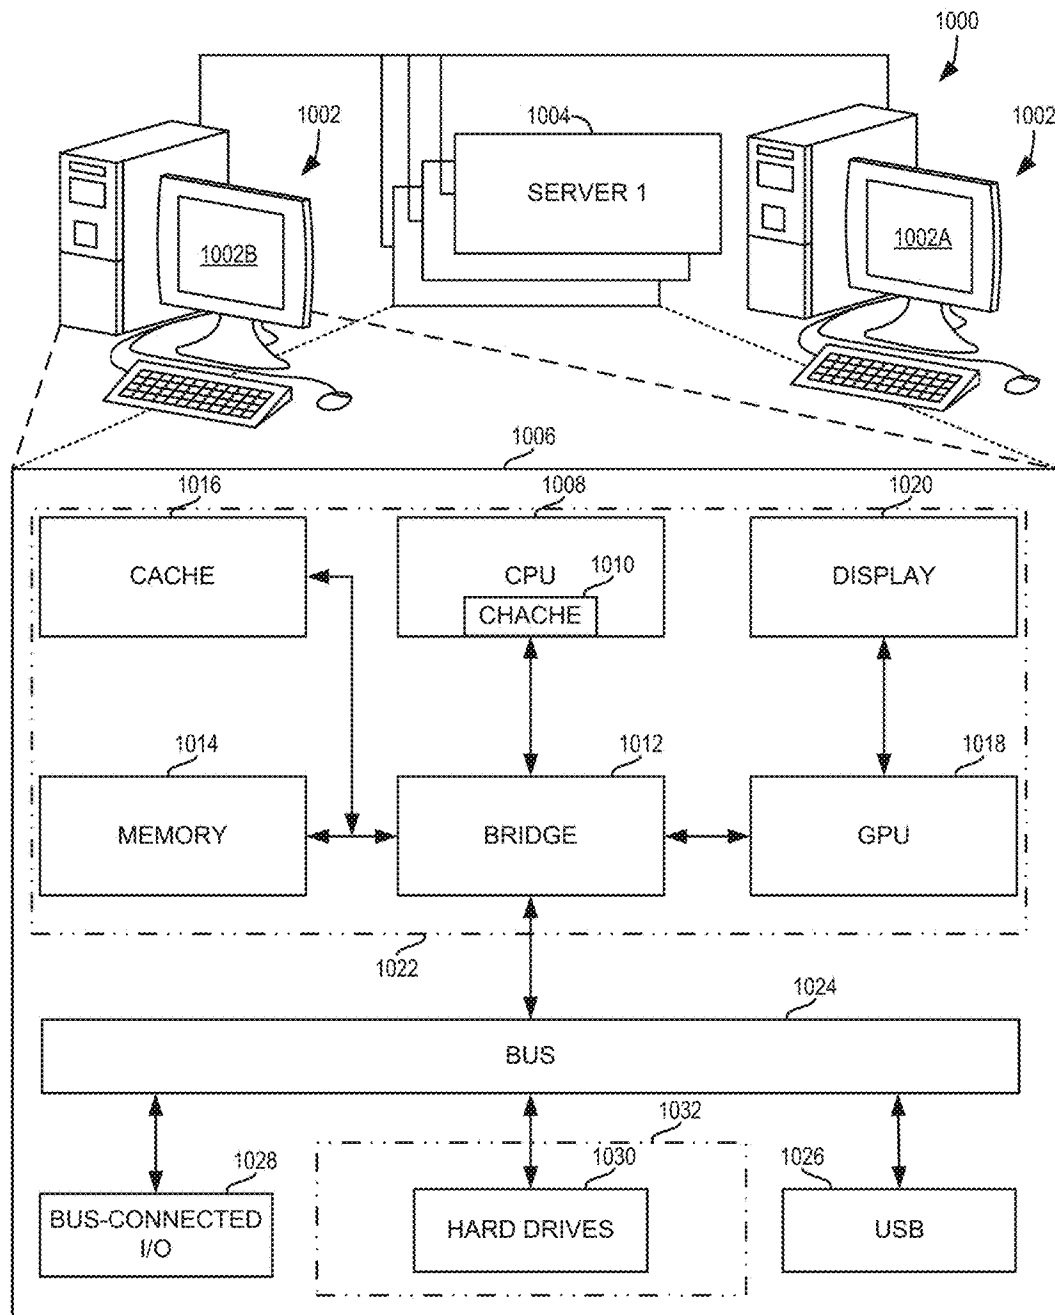 1000
1002
1004
1002
SERVER 1
1002B
1002A
1006
1016
1008
1020
CACHE
CPU
1010
CHACHE
DISPLAY
1014
1012
1018
MEMORY
BRIDGE
GPU
1022
1024
BUS
1032
1028
1030
1026
BUS-CONNECTED
I/O
HARD DRIVES
USB